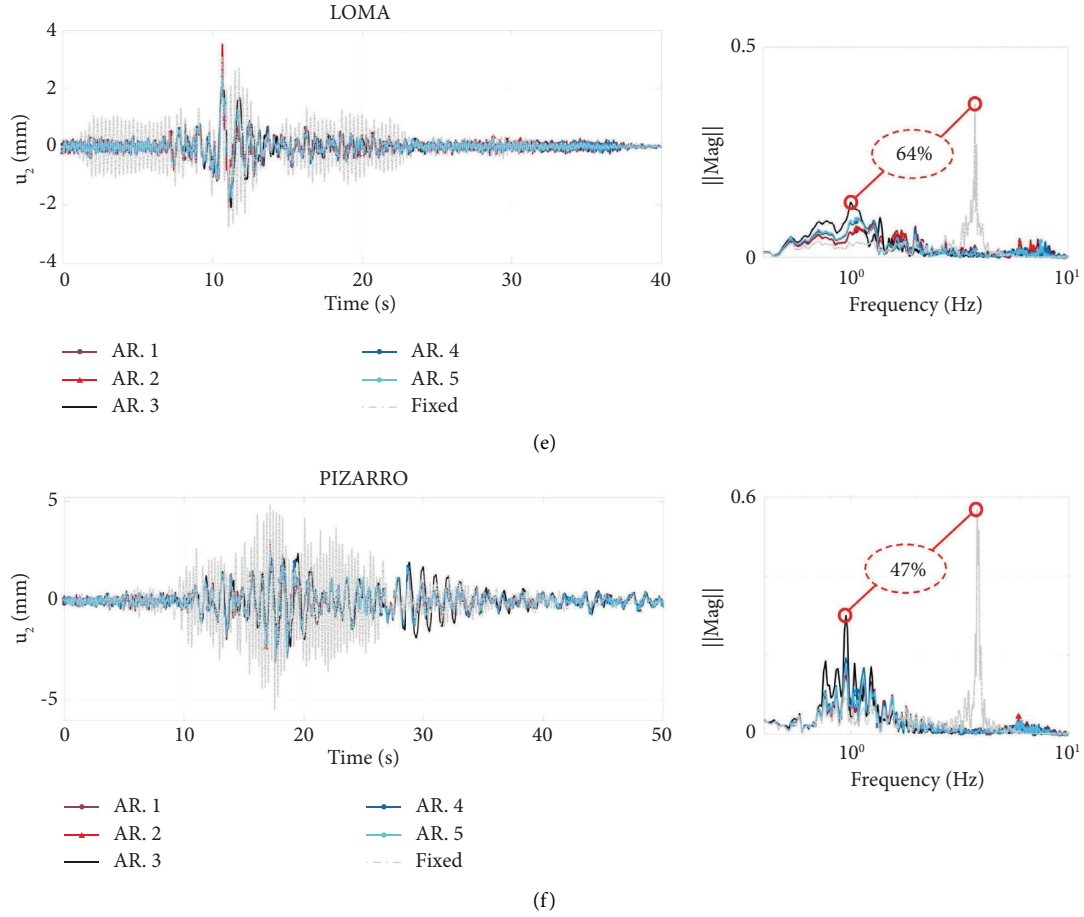 LOMA
4
2
0
-2
-4
u2 (mm)
0 10 20 30 40
Time (s)
0.5
0
||Mag||
64%
10^0 10^1
Frequency (Hz)
AR. 1
AR. 2
AR. 3
AR. 4
AR. 5
Fixed
(e)
PIZARRO
5
0
-5
u2 (mm)
0 10 20 30 40 50
Time (s)
0.6
0
||Mag||
47%
10^0 10^1
Frequency (Hz)
AR. 1
AR. 2
AR. 3
AR. 4
AR. 5
Fixed
(f)